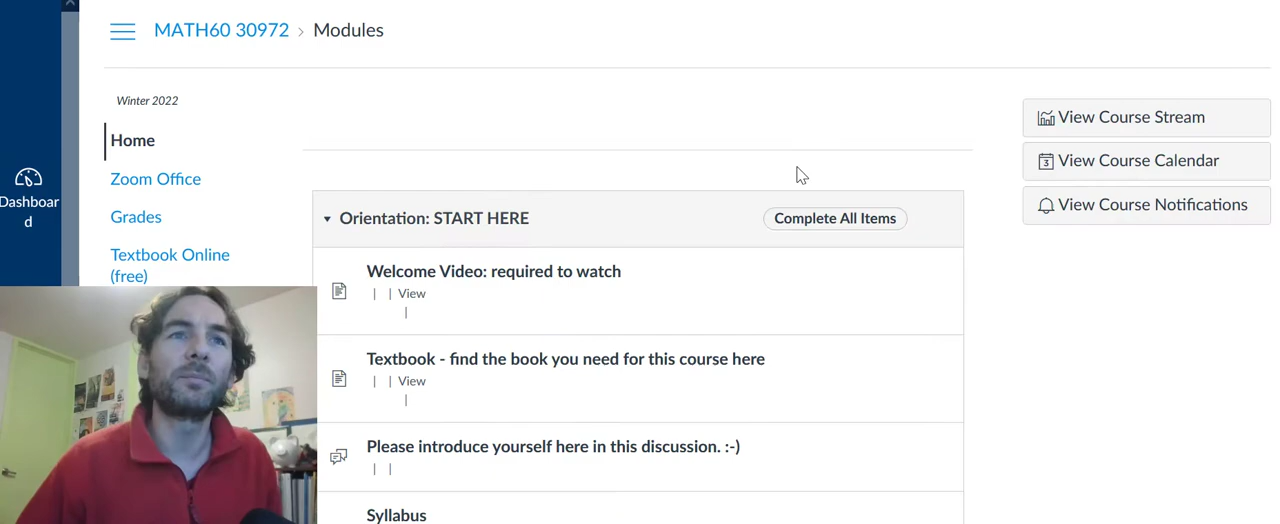 MATH60 30972 › Modules
Winter 2022
Home
Zoom Office
Grades
Textbook Online
(free)
Dashboar
d
Orientation: START HERE
Complete All Items
Welcome Video: required to watch
| | View
|
Textbook - find the book you need for this course here
| | View
|
Please introduce yourself here in this discussion. :-)
| |
Syllabus
View Course Stream
3
View Course Calendar
View Course Notifications